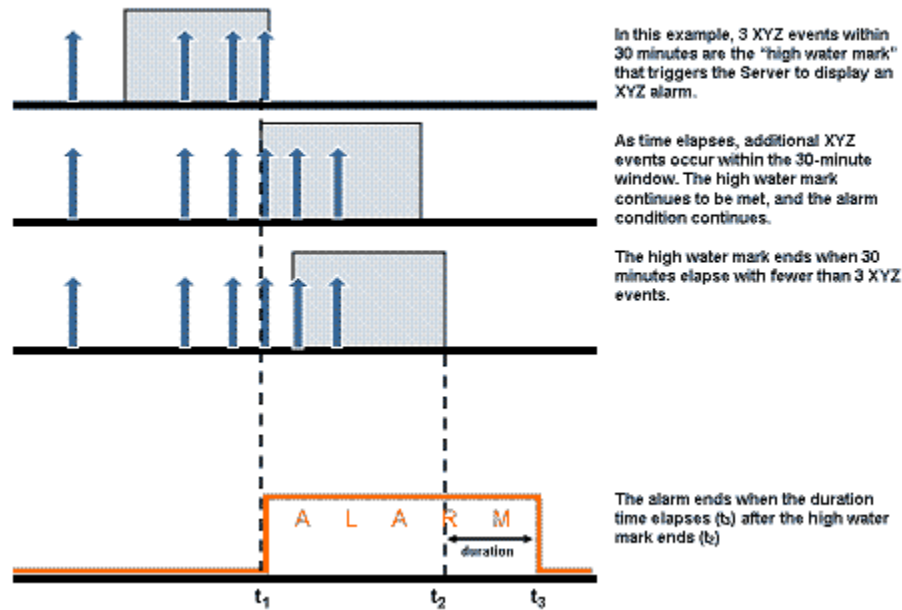 In this example, 3 XYZ events within
30 minutes are the "high water mark"
that triggers the Server to display an
XYZ alarm.
As time elapses, additional XYZ
events occur within the 30-minute
window. The high water mark
continues to be met, and the alarm
condition continues.
The high water mark ends when 30
minutes elapse with fewer than 3 XYZ
events.
A L A R M
duration
The alarm ends when the duration
time elapses (t₃) after the high water
mark ends (t₂)
t₁ t₂ t₃